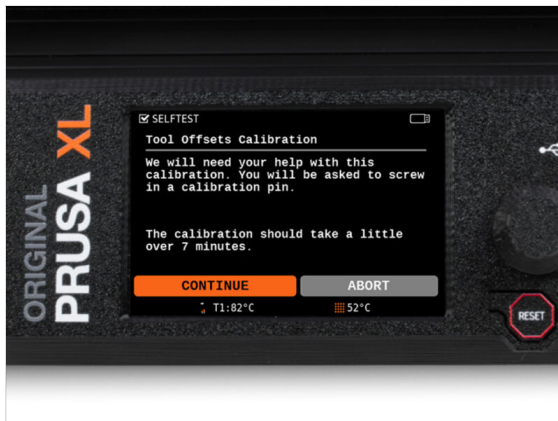 ORIGINAL
PRUSA XL
SELFTEST
Tool Offsets Calibration
We will need your help with this
calibration. You will be asked to screw
in a calibration pin.
The calibration should take a little
over 7 minutes.
CONTINUE
ABORT
T1:82°C
52°C
RESET